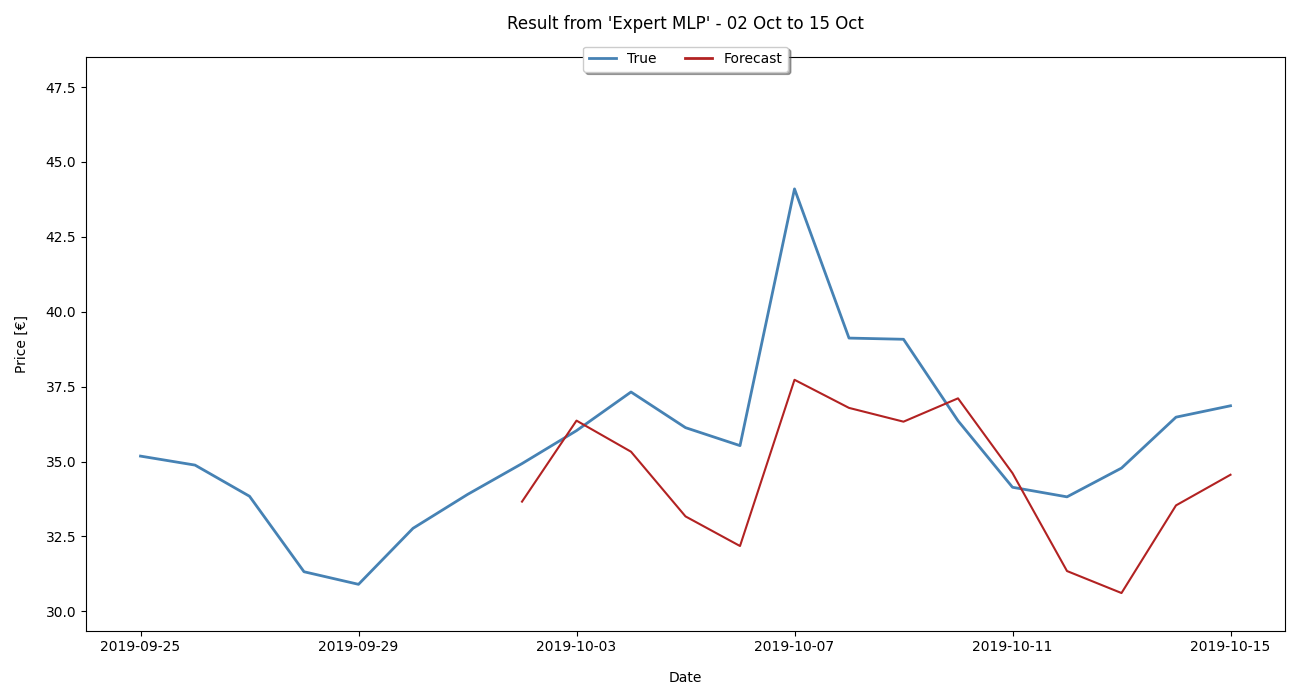 Result from 'Expert MLP' - 02 Oct to 15 Oct
True Forecast
47.5
45.0
42.5
40.0
37.5
35.0
32.5
30.0
Price [€]
2019-09-25 2019-09-29 2019-10-03 2019-10-07 2019-10-11 2019-10-15
Date